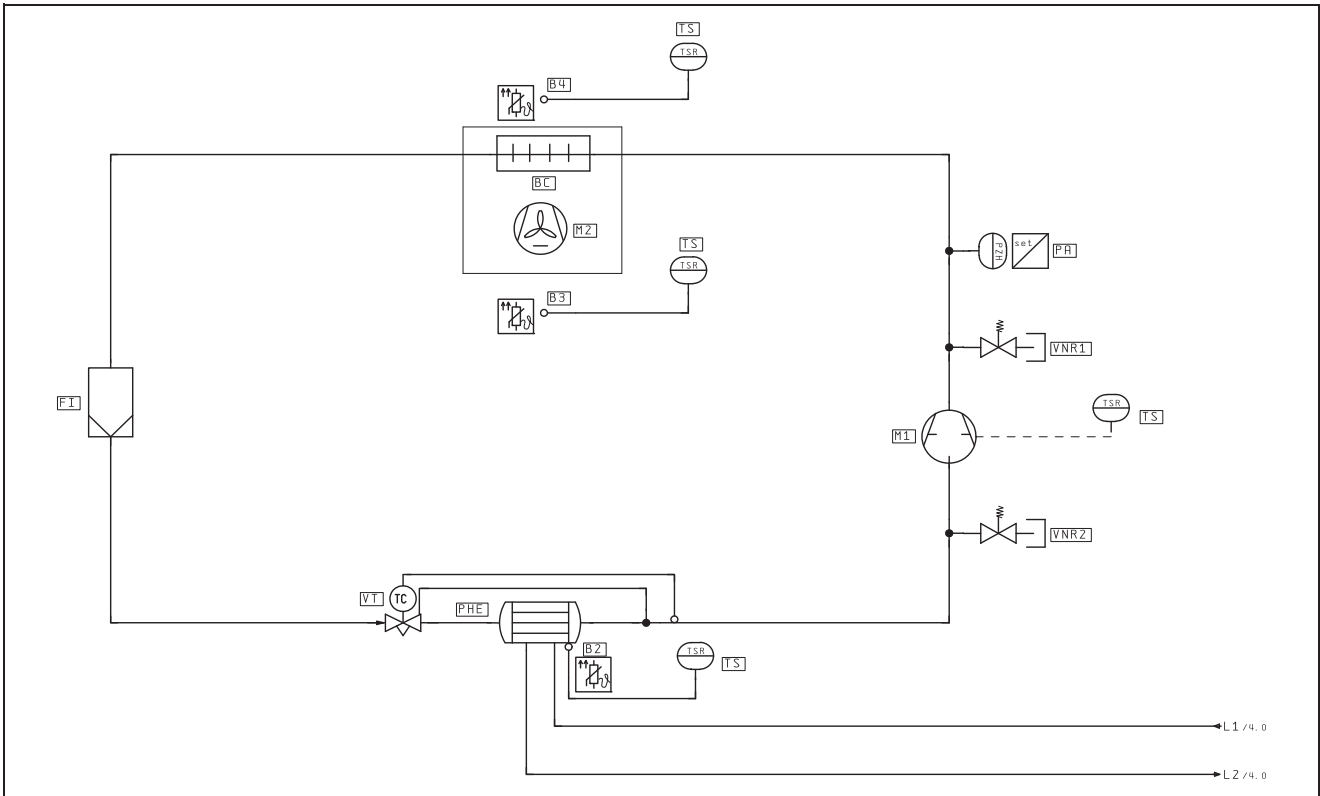 TS
TSR
B4
BC
M2
TS
TSR
B3
set
PZH
PA
VNR1
FI
M1
TSR
TS
VNR2
VT
TC
PHE
B2
TSR
TS
L1 /4.0
L2 /4.0